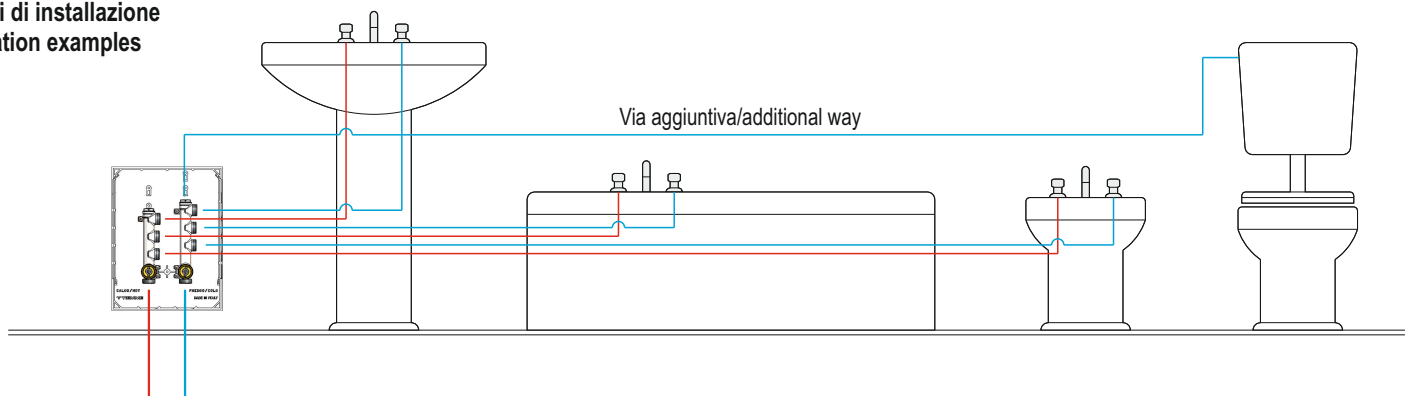 i di installazione
ation examples
Via aggiuntiva/additional way
CALDO/HOT
FREDDO/COLD
MADE IN ITALY